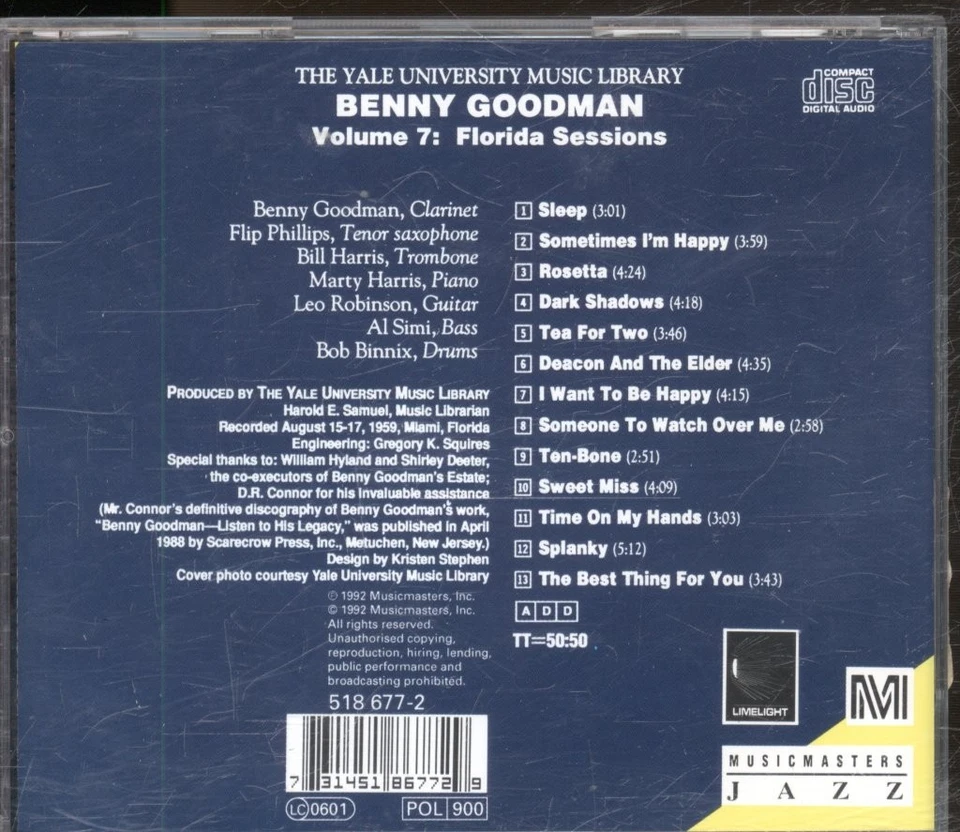 THE YALE UNIVERSITY MUSIC LIBRARY
BENNY GOODMAN
Volume 7: Florida Sessions
COMPACT
disc
DIGITAL AUDIO
Benny Goodman, Clarinet
Flip Phillips, Tenor saxophone
Bill Harris, Trombone
Marty Harris, Piano
Leo Robinson, Guitar
Al Simi, Bass
Bob Binnix, Drums
PRODUCED BY THE YALE UNIVERSITY MUSIC LIBRARY
Harold E. Samuel, Music Librarian
Recorded August 15-17, 1959, Miami, Florida
Engineering: Gregory K. Squires
Special thanks to: William Hyland and Shirley Deeter,
the co-executors of Benny Goodman's Estate;
D.R. Connor for his invaluable assistance
(Mr. Connor's definitive discography of Benny Goodman's work,
"Benny Goodman—Listen to His Legacy," was published in April
1988 by Scarecrow Press, Inc., Metuchen, New Jersey.)
Design by Kristen Stephen
Cover photo courtesy Yale University Music Library
℗ 1992 Musicmasters, Inc.
© 1992 Musicmasters, Inc.
All rights reserved.
Unauthorised copying,
reproduction, hiring, lending,
public performance and
broadcasting prohibited.
518 677-2
7 31451 86772 9
LC 0601
POL 900
1 Sleep (3:01)
2 Sometimes I'm Happy (3:59)
3 Rosetta (4:24)
4 Dark Shadows (4:18)
5 Tea For Two (3:46)
6 Deacon And The Elder (4:35)
7 I Want To Be Happy (4:15)
8 Someone To Watch Over Me (2:58)
9 Ten-Bone (2:51)
10 Sweet Miss (4:09)
11 Time On My Hands (3:03)
12 Splanky (5:12)
13 The Best Thing For You (3:43)
A D D
TT=50:50
LIMELIGHT
MM
MUSICMASTERS
JAZZ